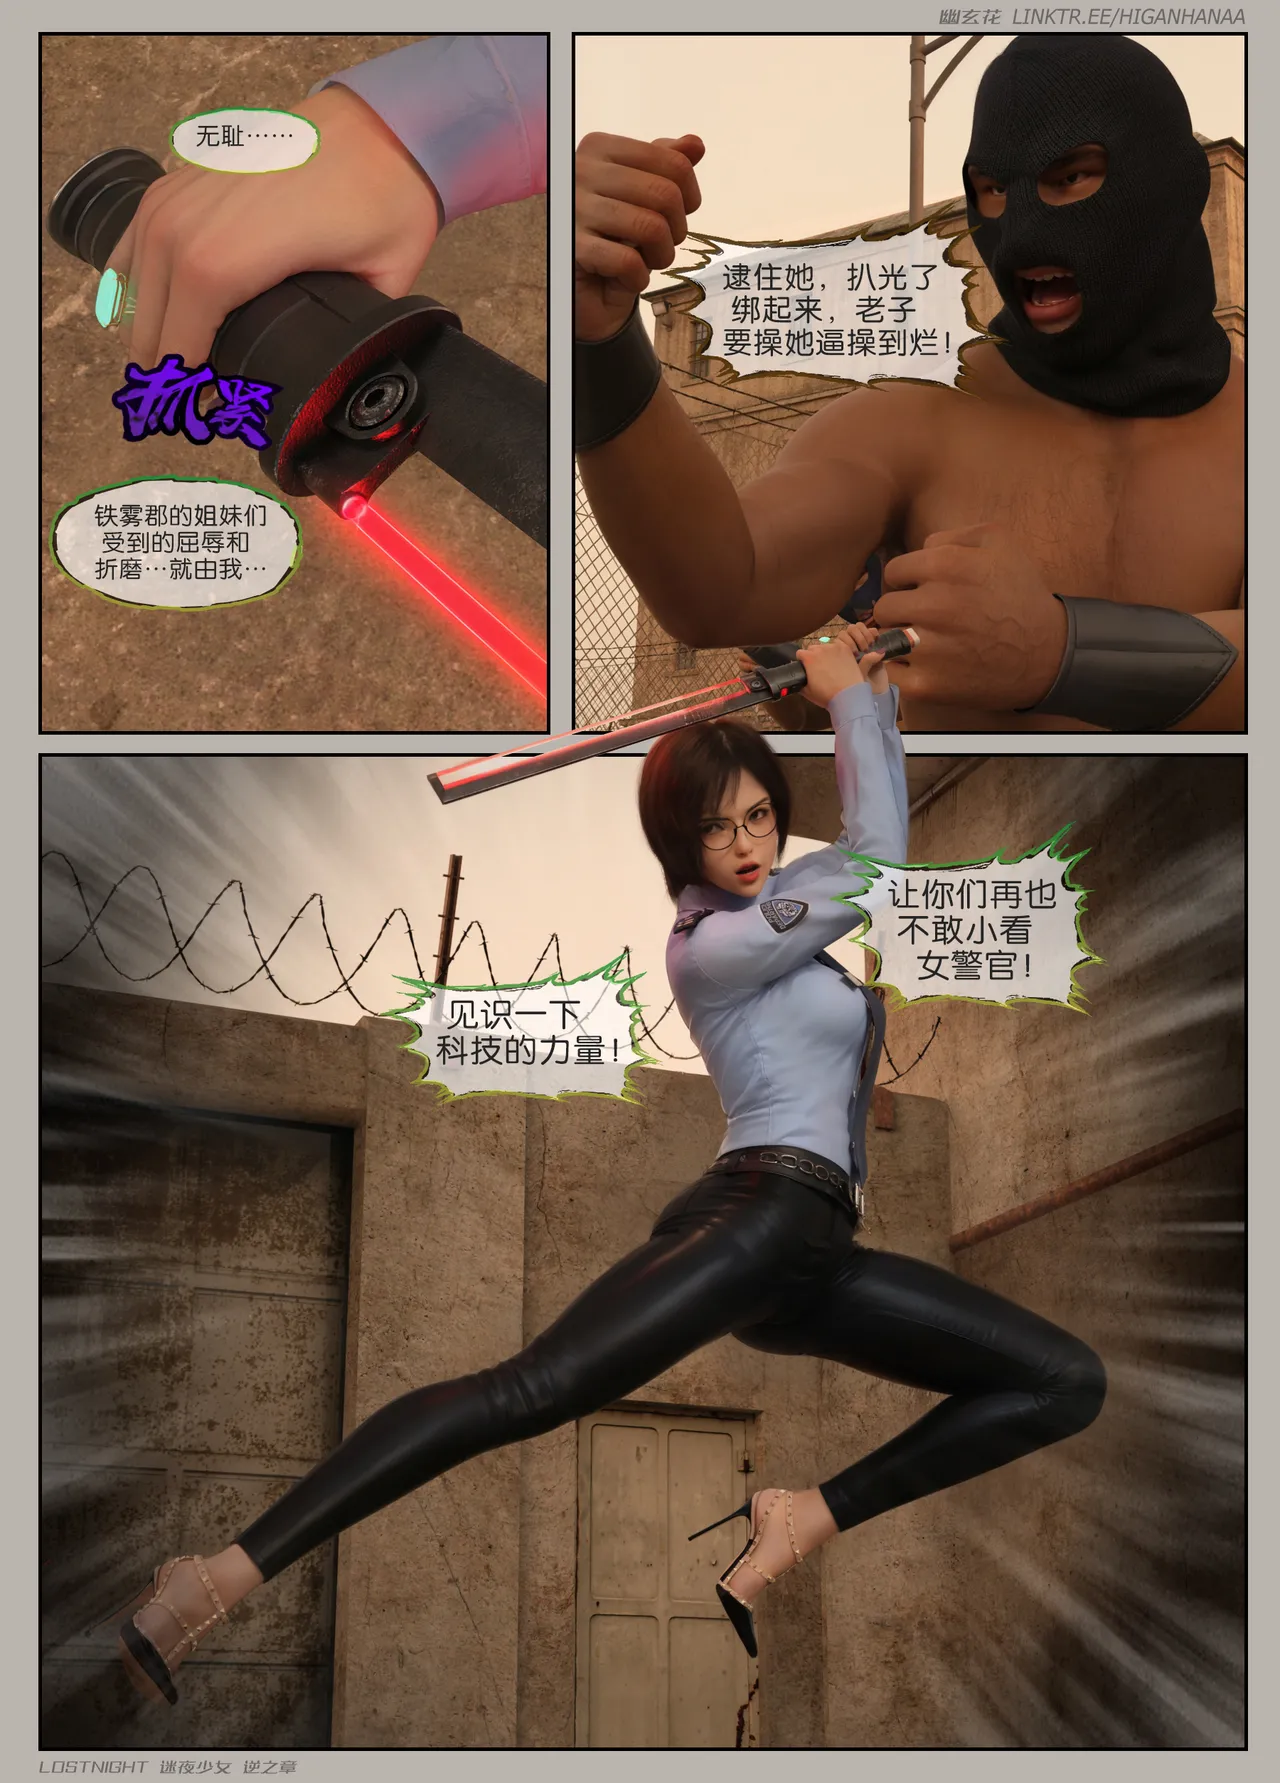 幽玄花 LINKTR.EE/HIGANHANAA
无耻……
抓紧
铁雾郡的姐妹们
受到的屈辱和
折磨…就由我…
逮住她，扒光了
绑起来，老子
要操她逼操到烂！
让你们再也
不敢小看
女警官！
见识一下
科技的力量！
LOSTNIGHT 迷夜少女 逆之章